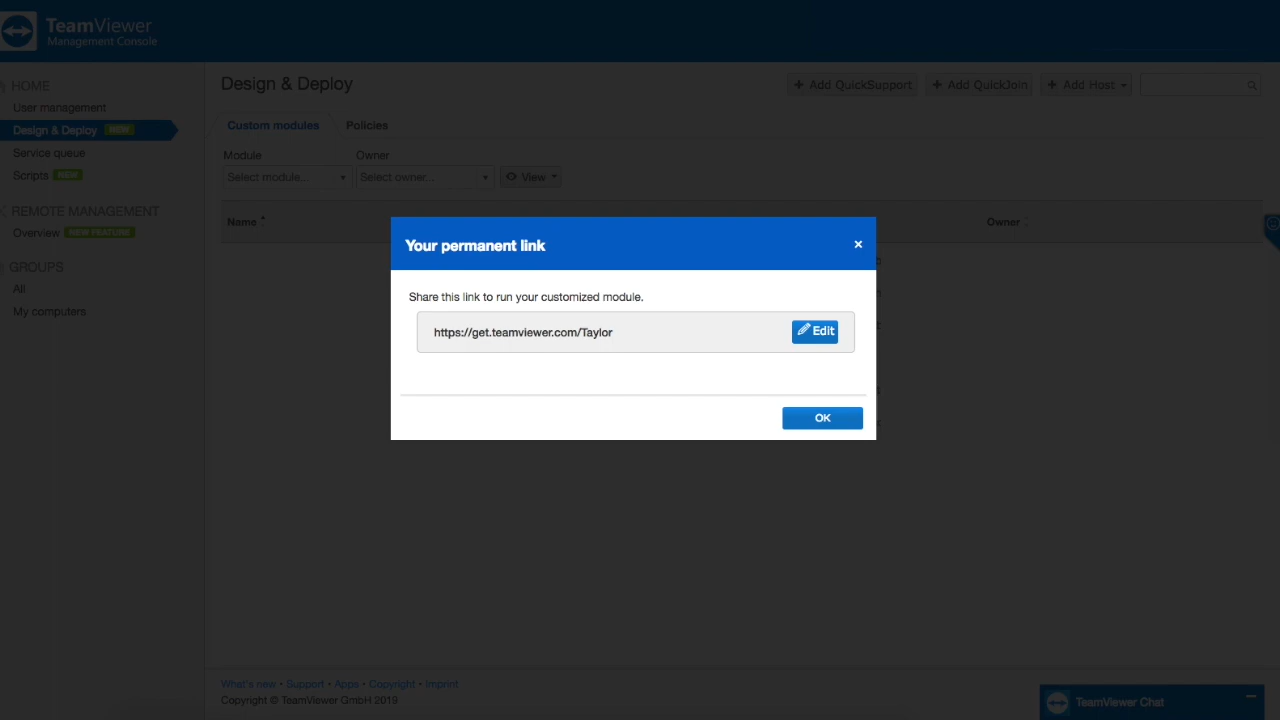 TeamViewer
Management Console
HOME
User management
Design & Deploy NEW
Service queue
Scripts NEW
REMOTE MANAGEMENT
Overview NEW FEATURE
GROUPS
All
My computers
Design & Deploy
+ Add QuickSupport
+ Add QuickJoin
+ Add Host
Custom modules Policies
Module Owner
Select module... Select owner... View
Name Owner
Your permanent link ×
Share this link to run your customized module.
https://get.teamviewer.com/Taylor Edit
OK
What's new • Support • Apps • Copyright • Imprint
Copyright © TeamViewer GmbH 2019
TeamViewer Chat